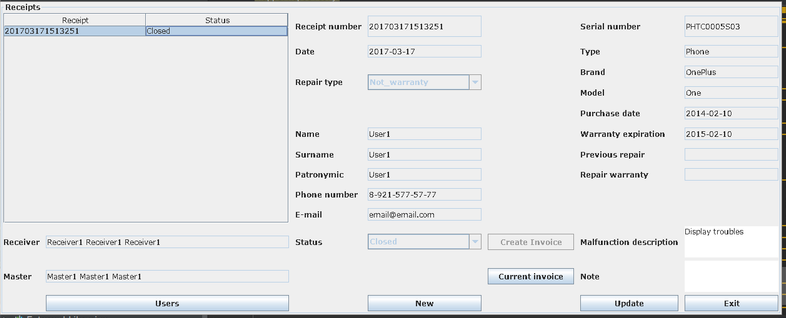 Receipts
Receipt Status
201703171513251 Closed
Receipt number 201703171513251
Date 2017-03-17
Repair type Not_warranty
Name User1
Surname User1
Patronymic User1
Phone number 8-921-577-57-77
E-mail email@email.com
Status Closed Create Invoice
Current invoice
Serial number PHTC0005S03
Type Phone
Brand OnePlus
Model One
Purchase date 2014-02-10
Warranty expiration 2015-02-10
Previous repair
Repair warranty
Malfunction description Display troubles
Note
Receiver Receiver1 Receiver1 Receiver1
Master Master1 Master1 Master1
Users New Update Exit